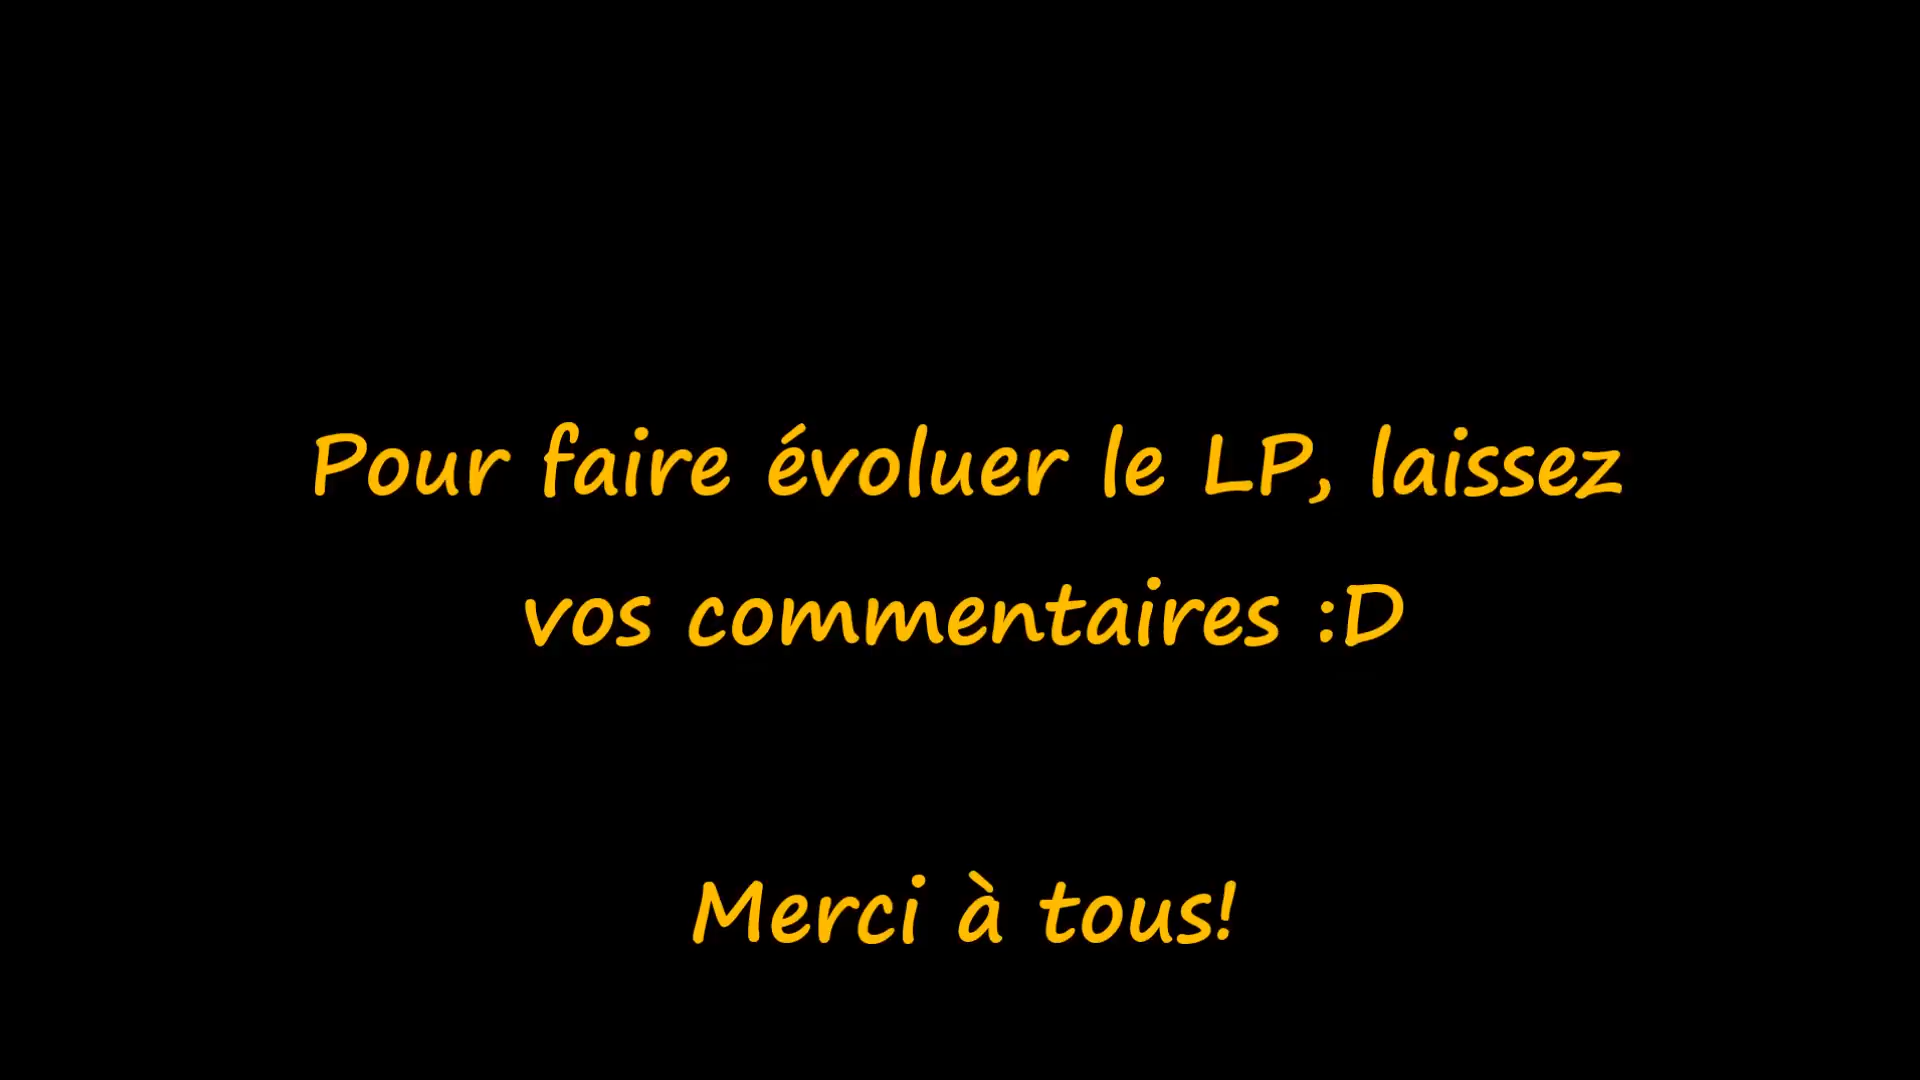 Pour faire évoluer le LP, laissez
vos commentaires :D
Merci à tous!